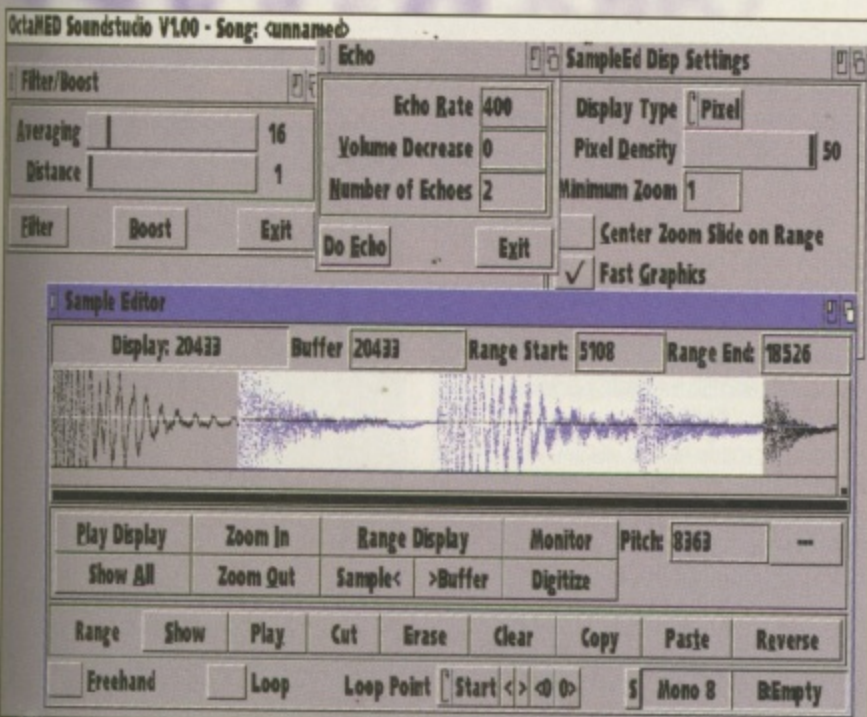 OctaMED Soundstudio V1.00 - Song: <unnamed>
Filter/Boost
Averaging 16
Distance 1
Filter Boost Exit
Echo
Echo Rate 400
Volume Decrease 0
Number of Echoes 2
Do Echo Exit
SampleEd Disp Settings
Display Type Pixel
Pixel Density 50
Minimum Zoom 1
Center Zoom Slide on Range
Fast Graphics
Sample Editor
Display: 20433 Buffer 20433 Range Start: 5108 Range End: 18526
Play Display Zoom In Range Display Monitor Pitch: 8363 ---
Show All Zoom Out Sample< >Buffer Digitize
Range Show Play Cut Erase Clear Copy Paste Reverse
Freehand Loop Loop Point Start < > <0 0> S Mono 8 B:Empty